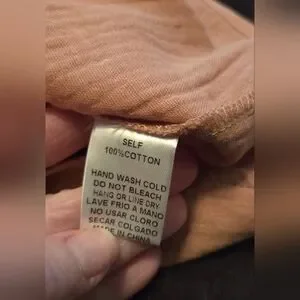 SELF
100%COTTON
HAND WASH COLD
DO NOT BLEACH
HANG OR LINE DRY
LAVE FRIO A MANO
NO USAR CLORO
SECAR COLGADO
MADE IN CHINA